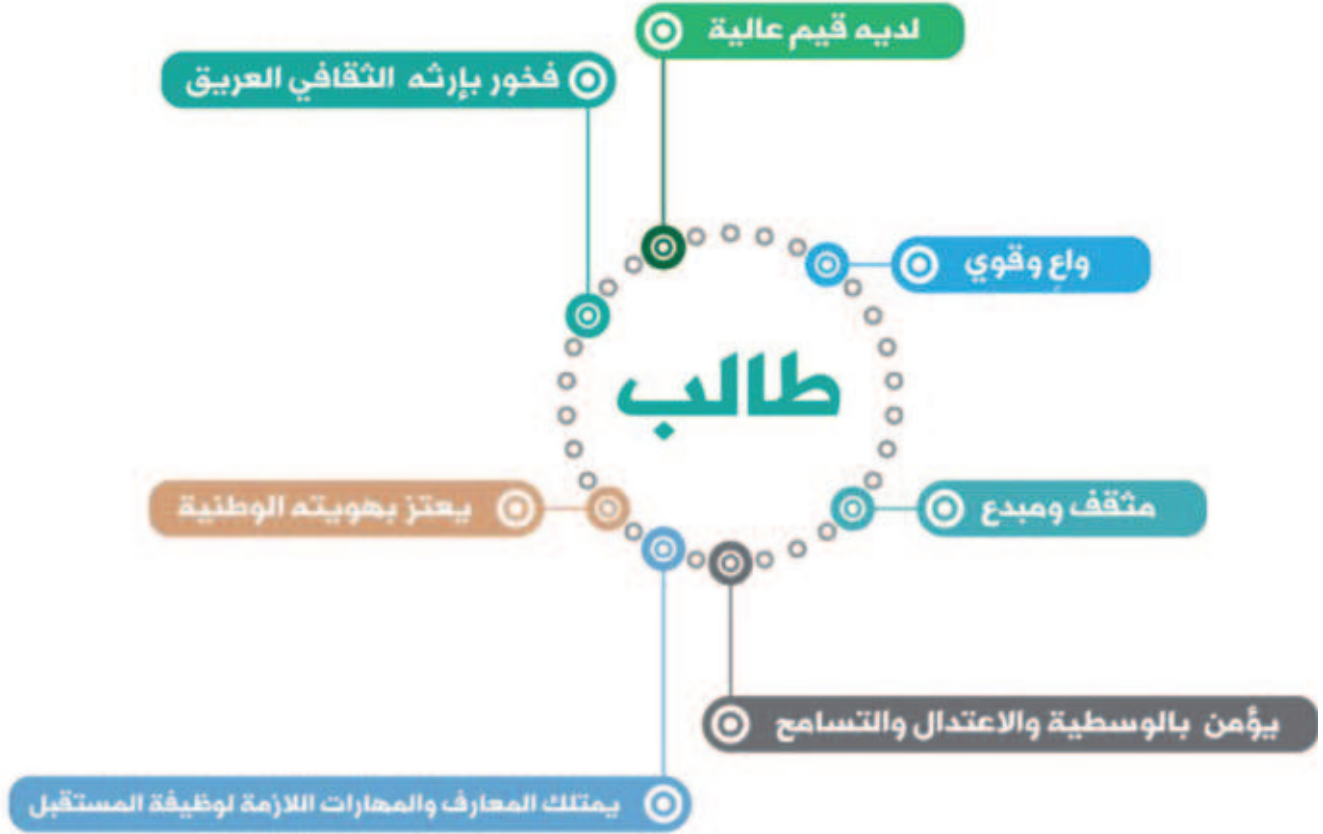 لديه قيم عالية
فخور بإرثه الثقافي العريق
واعٍ وقوي
طالب
يعتز بهويته الوطنية
مثقف ومبدع
يؤمن بالوسطية والاعتدال والتسامح
يمتلك المعارف والمهارات اللازمة لوظيفة المستقبل